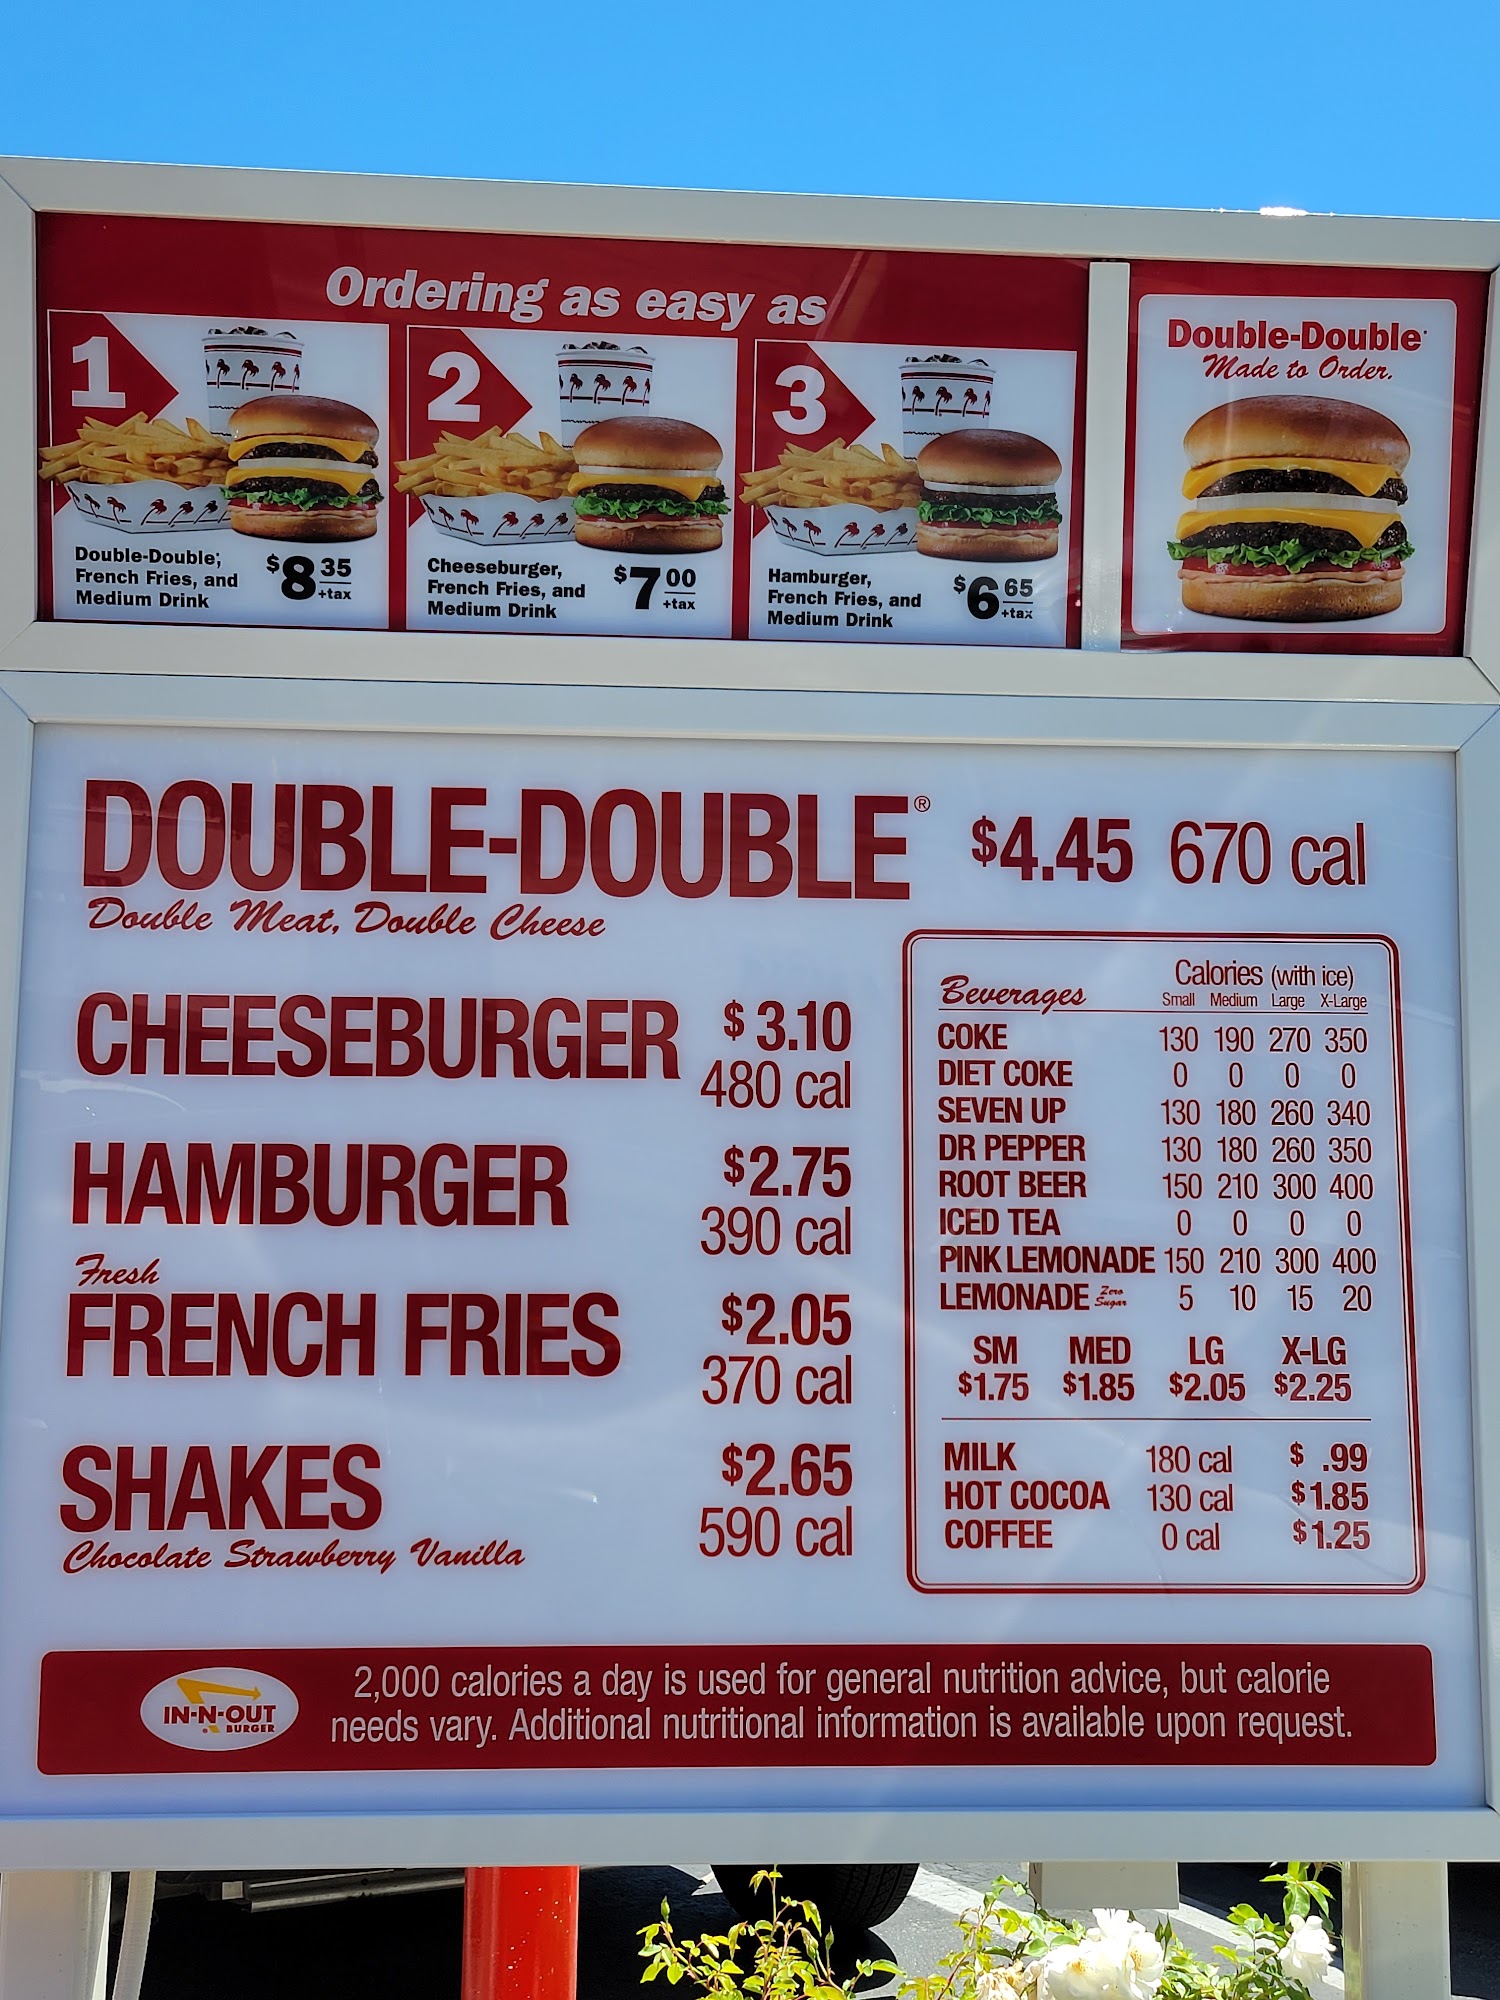 Ordering as easy as
1
Double-Double,
French Fries, and
Medium Drink
$8 35
+tax
2
Cheeseburger,
French Fries, and
Medium Drink
$7 00
+tax
3
Hamburger,
French Fries, and
Medium Drink
$6 65
+tax
Double-Double
Made to Order.
DOUBLE-DOUBLE® $4.45 670 cal
Double Meat, Double Cheese
CHEESEBURGER $3.10
480 cal
HAMBURGER $2.75
390 cal
Fresh
FRENCH FRIES $2.05
370 cal
SHAKES $2.65
590 cal
Chocolate Strawberry Vanilla
Beverages Calories (with ice)
Small Medium Large X-Large
COKE 130 190 270 350
DIET COKE 0 0 0 0
SEVEN UP 130 180 260 340
DR PEPPER 130 180 260 350
ROOT BEER 150 210 300 400
ICED TEA 0 0 0 0
PINK LEMONADE 150 210 300 400
LEMONADE Zero Sugar 5 10 15 20
SM MED LG X-LG
$1.75 $1.85 $2.05 $2.25
MILK 180 cal $ .99
HOT COCOA 130 cal $1.85
COFFEE 0 cal $1.25
IN-N-OUT
BURGER
2,000 calories a day is used for general nutrition advice, but calorie
needs vary. Additional nutritional information is available upon request.